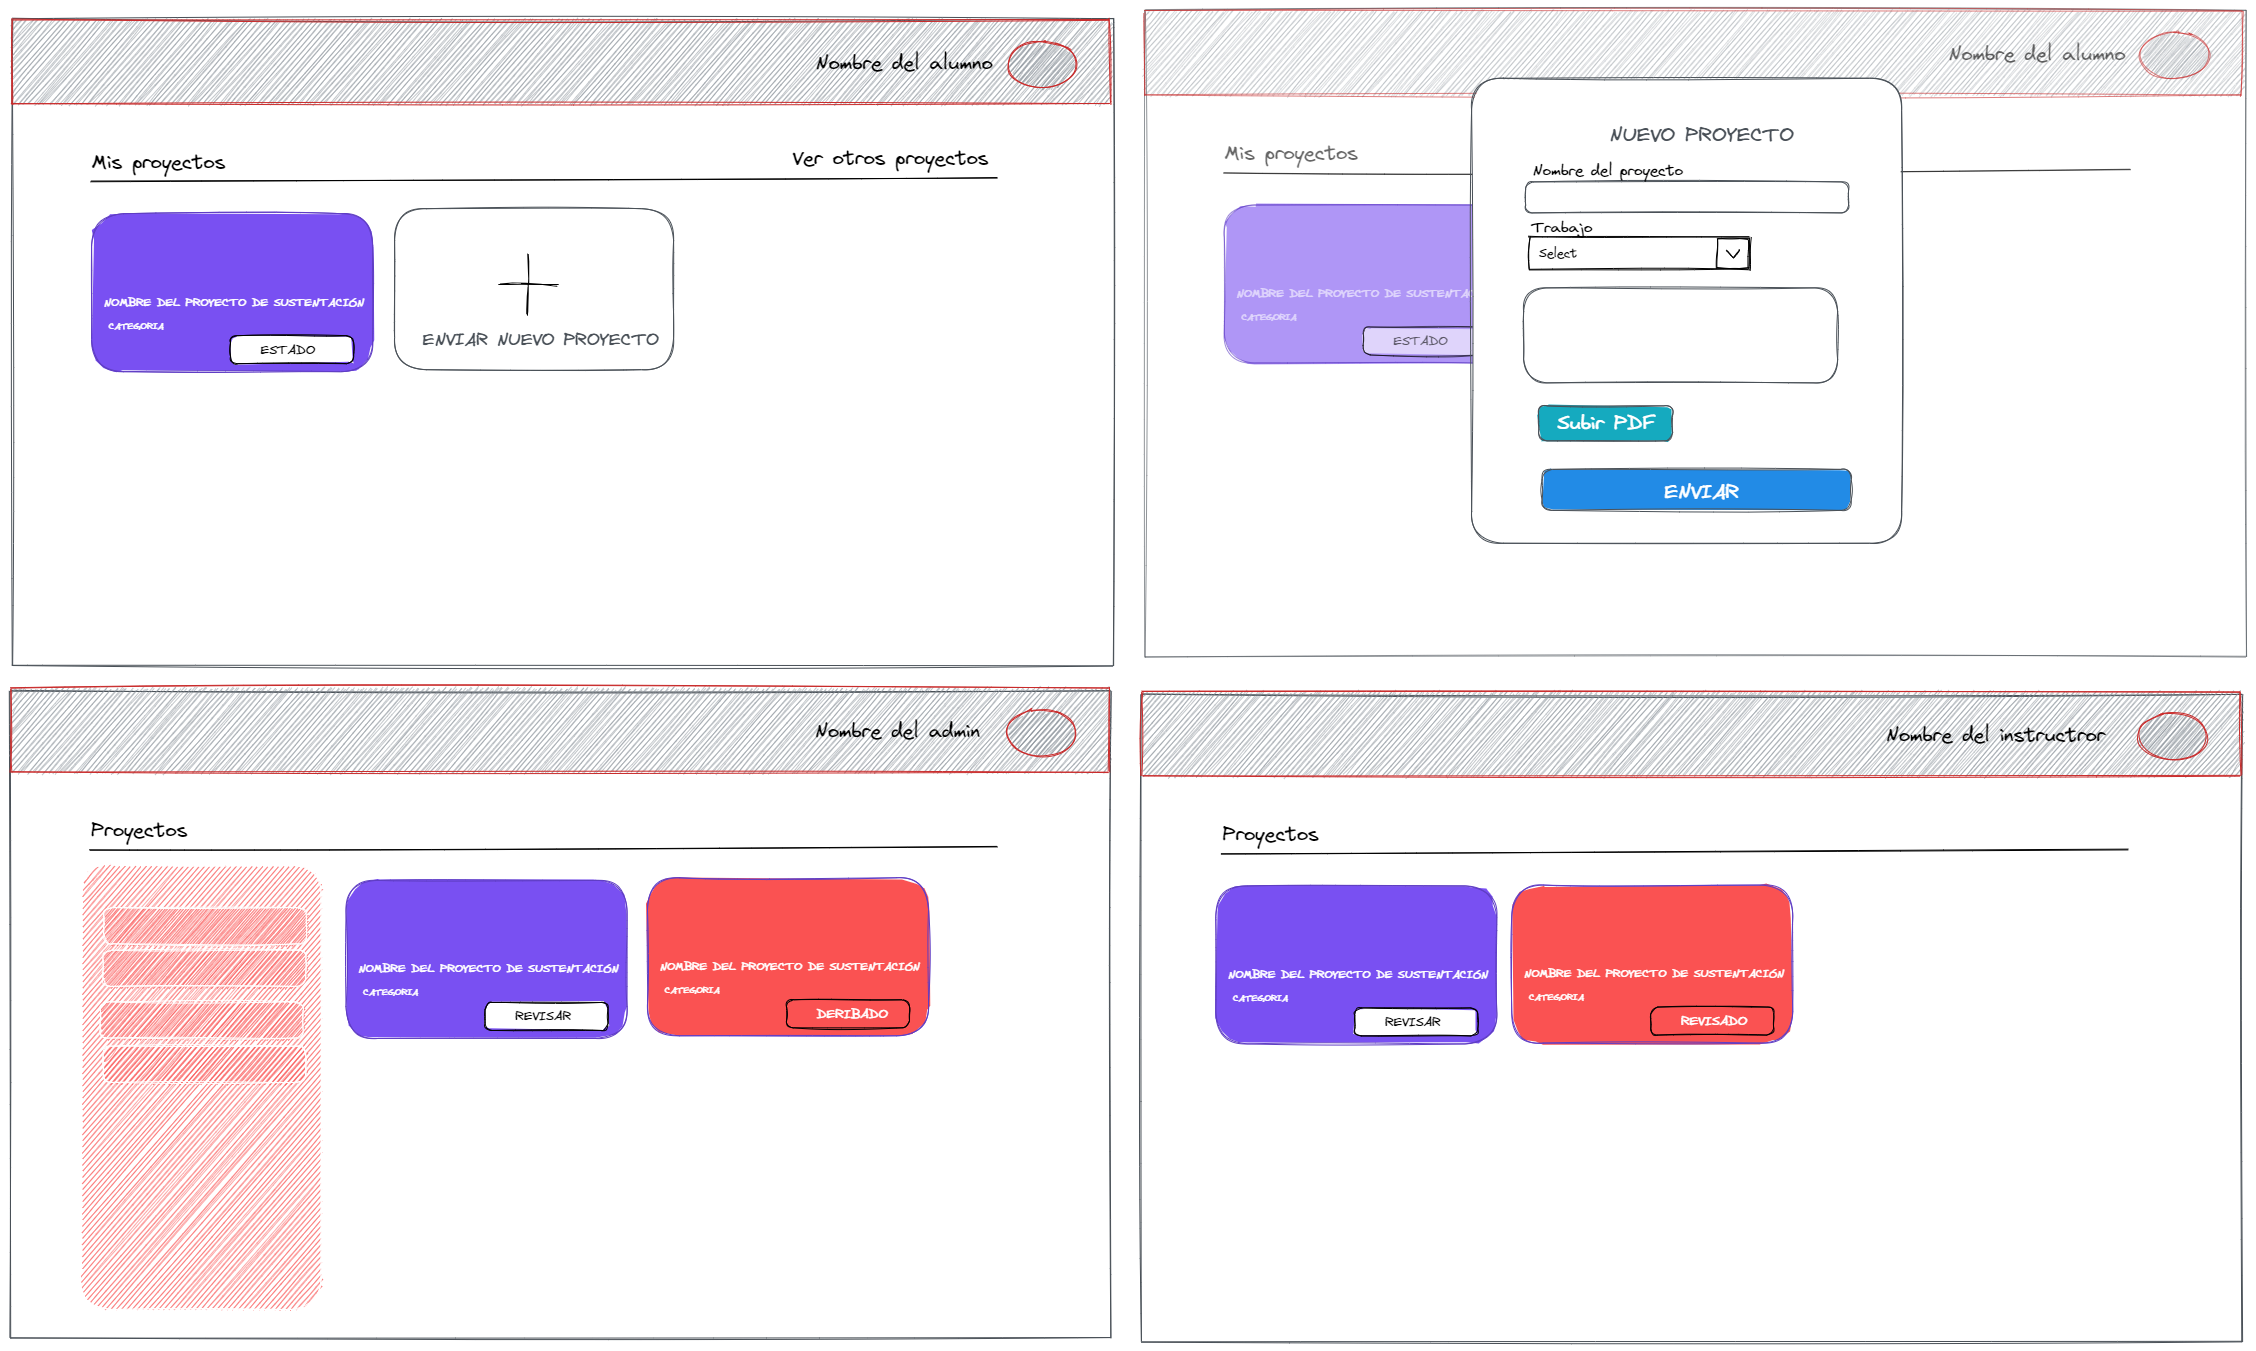 Nombre del alumno
Mis proyectos
Ver otros proyectos
NOMBRE DEL PROYECTO DE SUSTENTACIÓN
CATEGORIA
ESTADO
ENVIAR NUEVO PROYECTO
Nombre del alumno
Mis proyectos
NOMBRE DEL PROYECTO DE SUSTENTAC
CATEGORIA
ESTADO
NUEVO PROYECTO
Nombre del proyecto
Trabajo
Select
Subir PDF
ENVIAR
Nombre del admin
Proyectos
NOMBRE DEL PROYECTO DE SUSTENTACIÓN
CATEGORIA
REVISAR
NOMBRE DEL PROYECTO DE SUSTENTACIÓN
CATEGORIA
DERIBADO
Nombre del instructror
Proyectos
NOMBRE DEL PROYECTO DE SUSTENTACIÓN
CATEGORIA
REVISAR
NOMBRE DEL PROYECTO DE SUSTENTACIÓN
CATEGORIA
REVISADO